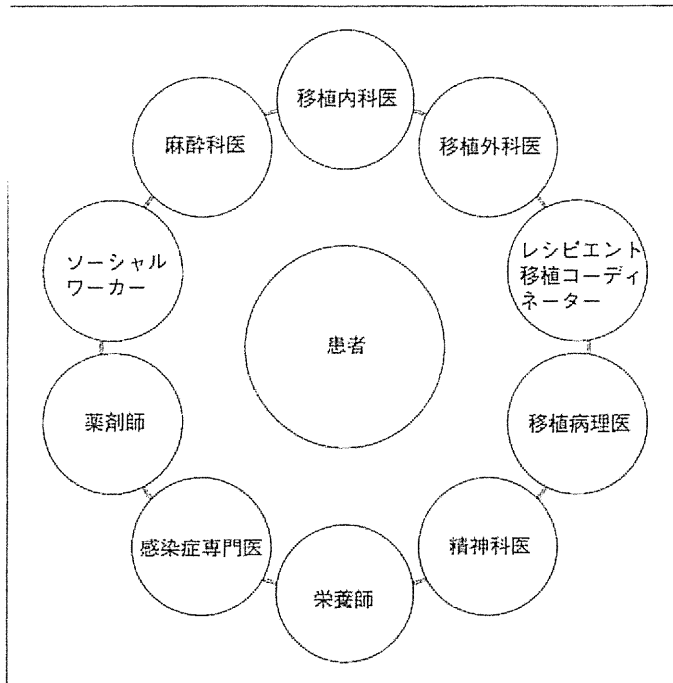 移植内科医
移植外科医
レシピエント
移植コーディ
ネーター
移植病理医
精神科医
栄養師
感染症専門医
薬剤師
ソーシャル
ワーカー
麻酔科医
患者